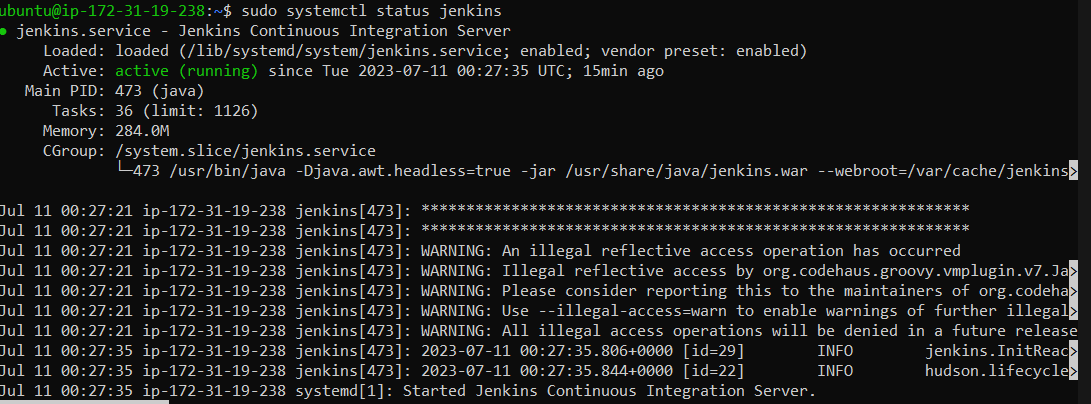 ubuntu@ip-172-31-19-238:~$ sudo systemctl status jenkins
● jenkins.service - Jenkins Continuous Integration Server
     Loaded: loaded (/lib/systemd/system/jenkins.service; enabled; vendor preset: enabled)
     Active: active (running) since Tue 2023-07-11 00:27:35 UTC; 15min ago
   Main PID: 473 (java)
      Tasks: 36 (limit: 1126)
     Memory: 284.0M
     CGroup: /system.slice/jenkins.service
             └─473 /usr/bin/java -Djava.awt.headless=true -jar /usr/share/java/jenkins.war --webroot=/var/cache/jenkins>
Jul 11 00:27:21 ip-172-31-19-238 jenkins[473]: *************************************************************
Jul 11 00:27:21 ip-172-31-19-238 jenkins[473]: *************************************************************
Jul 11 00:27:21 ip-172-31-19-238 jenkins[473]: WARNING: An illegal reflective access operation has occurred
Jul 11 00:27:21 ip-172-31-19-238 jenkins[473]: WARNING: Illegal reflective access by org.codehaus.groovy.vmplugin.v7.Ja>
Jul 11 00:27:21 ip-172-31-19-238 jenkins[473]: WARNING: Please consider reporting this to the maintainers of org.codeha>
Jul 11 00:27:21 ip-172-31-19-238 jenkins[473]: WARNING: Use --illegal-access=warn to enable warnings of further illegal>
Jul 11 00:27:21 ip-172-31-19-238 jenkins[473]: WARNING: All illegal access operations will be denied in a future release
Jul 11 00:27:35 ip-172-31-19-238 jenkins[473]: 2023-07-11 00:27:35.806+0000 [id=29]        INFO        jenkins.InitReac>
Jul 11 00:27:35 ip-172-31-19-238 jenkins[473]: 2023-07-11 00:27:35.844+0000 [id=22]        INFO        hudson.lifecycle>
Jul 11 00:27:35 ip-172-31-19-238 systemd[1]: Started Jenkins Continuous Integration Server.